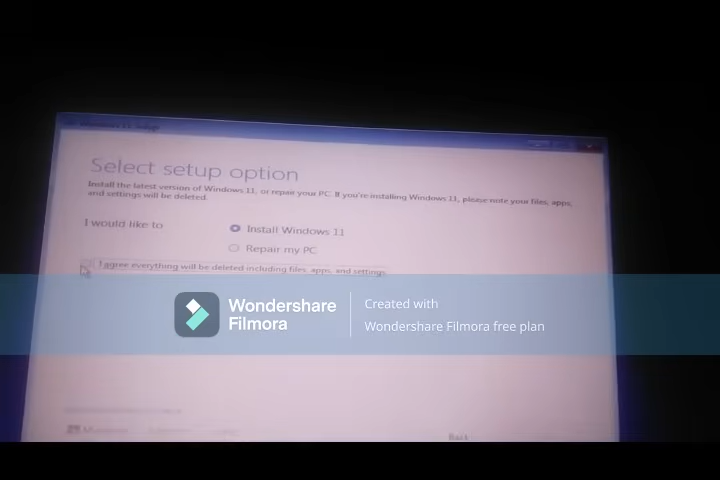 Select setup option
Install the latest version of Windows 11, or repair your PC. If you're installing Windows 11, please note your files, apps,
and settings will be deleted.
I would like to
Install Windows 11
Repair my PC
I agree everything will be deleted including files, apps, and settings
Wondershare
Filmora
Created with
Wondershare Filmora free plan
Back